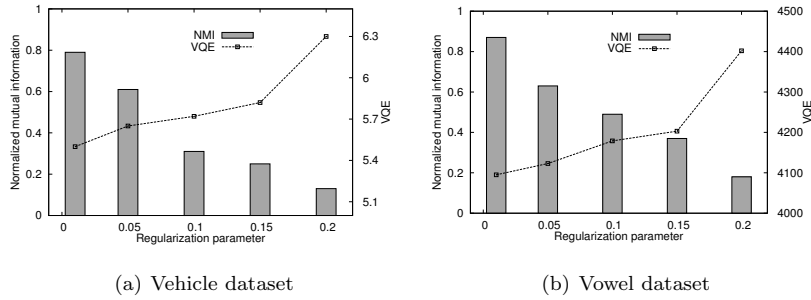 1
0.8
0.6
0.4
0.2
0
Normalized mutual information
NMI
VQE
6.3
6
5.7
5.4
5.1
VQE
0
0.05
0.1
0.15
0.2
Regularization parameter
(a) Vehicle dataset
1
0.8
0.6
0.4
0.2
0
Normalized mutual information
NMI
VQE
4500
4400
4300
4200
4100
4000
VQE
0
0.05
0.1
0.15
0.2
Regularization parameter
(b) Vowel dataset